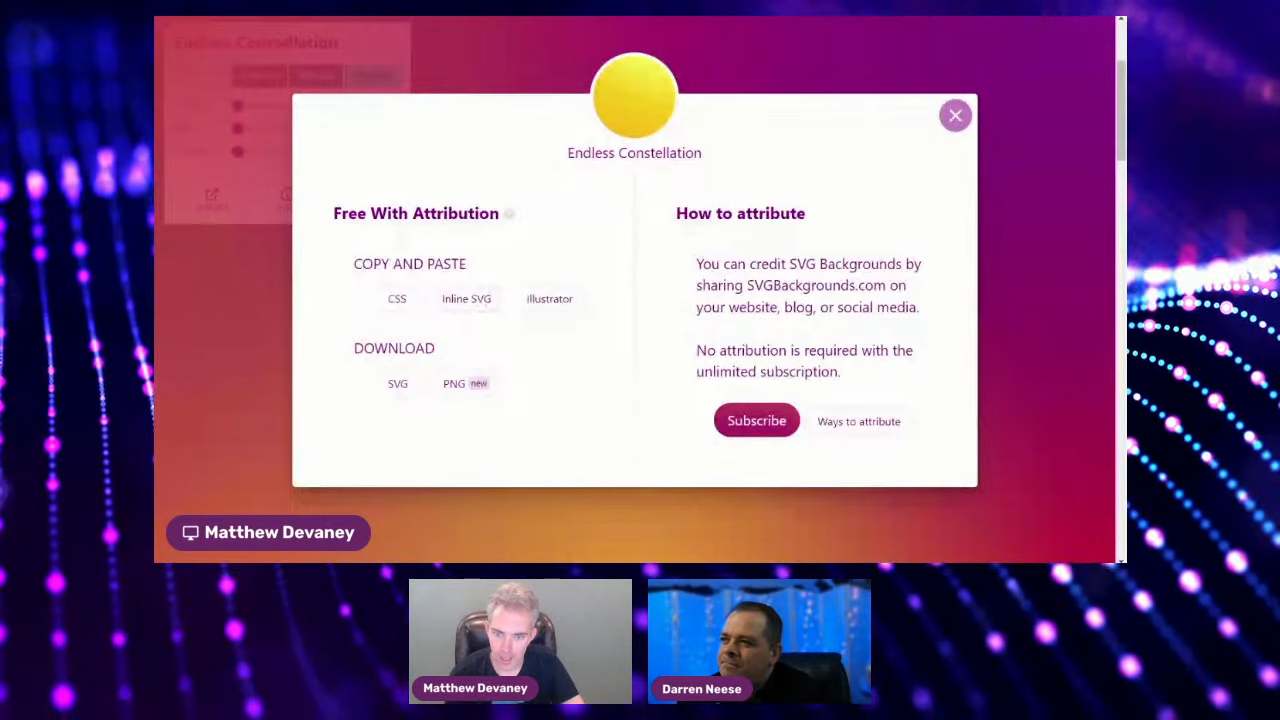 Endless Constellation
Endless Constellation
Free With Attribution
How to attribute
COPY AND PASTE
CSS
Inline SVG
Illustrator
DOWNLOAD
SVG
PNG new
You can credit SVG Backgrounds by
sharing SVGBackgrounds.com on
your website, blog, or social media.
No attribution is required with the
unlimited subscription.
Subscribe
Ways to attribute
Matthew Devaney
Matthew Devaney
Darren Neese